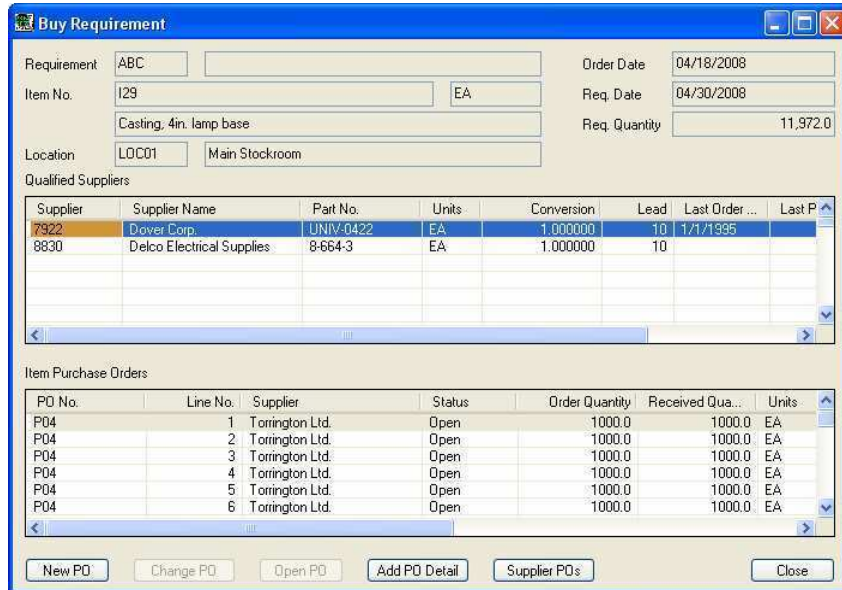 Buy Requirement
Requirement ABC Order Date 04/18/2008
Item No. I29 EA Req. Date 04/30/2008
Casting, 4in. lamp base Req. Quantity 11,972.0
Location LOC01 Main Stockroom
Qualified Suppliers
Supplier Supplier Name Part No. Units Conversion Lead Last Order ... Last P
7922 Dover Corp. UNIV-0422 EA 1.000000 10 1/1/1995
8830 Delco Electrical Supplies 8-664-3 EA 1.000000 10
Item Purchase Orders
PO No. Line No. Supplier Status Order Quantity Received Qua... Units
P04 1 Torrington Ltd. Open 1000.0 1000.0 EA
P04 2 Torrington Ltd. Open 1000.0 1000.0 EA
P04 3 Torrington Ltd. Open 1000.0 1000.0 EA
P04 4 Torrington Ltd. Open 1000.0 1000.0 EA
P04 5 Torrington Ltd. Open 1000.0 1000.0 EA
P04 6 Torrington Ltd. Open 1000.0 1000.0 EA
New PO Change PO Open PO Add PO Detail Supplier POs Close